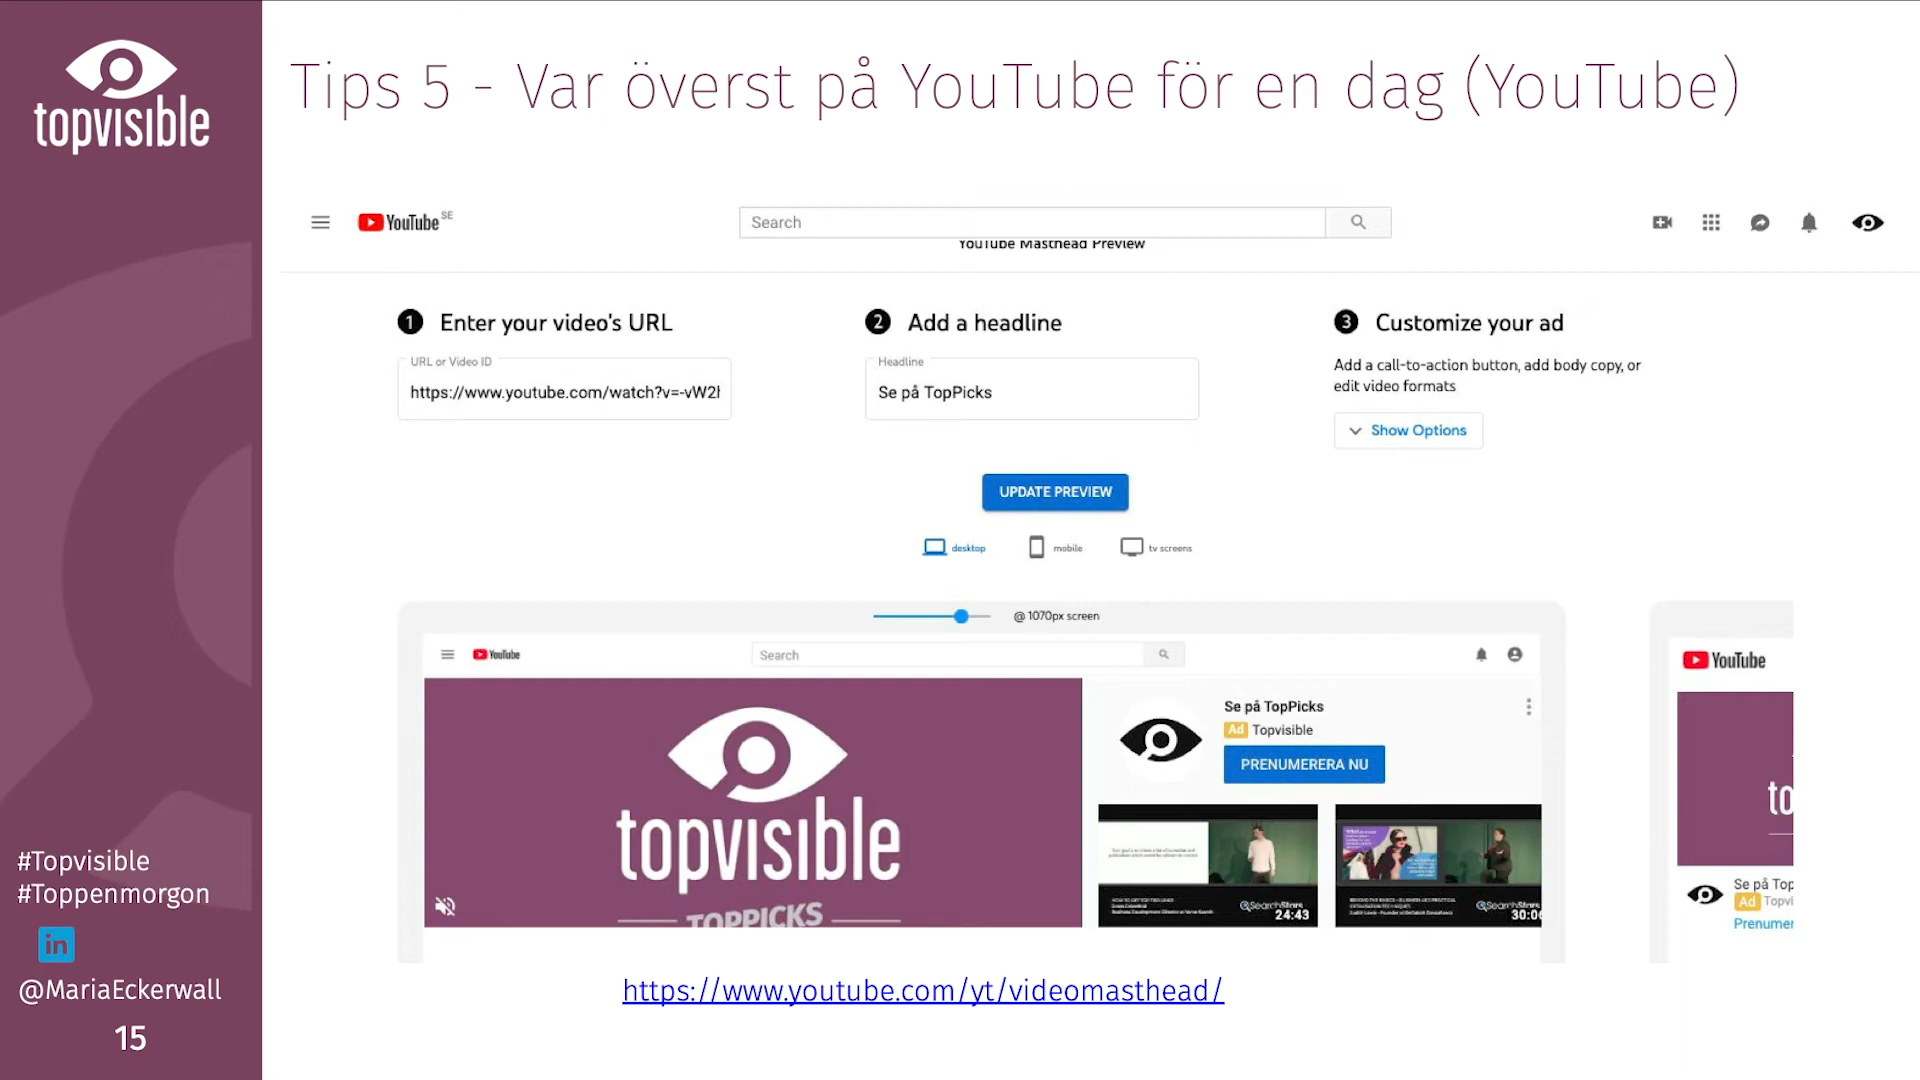 topvisible
Tips 5 - Var överst på YouTube för en dag (YouTube)
YouTube SE
Search
YouTube Masthead Preview
1 Enter your video's URL
URL or Video ID
https://www.youtube.com/watch?v=-vW2
2 Add a headline
Headline
Se på TopPicks
3 Customize your ad
Add a call-to-action button, add body copy, or
edit video formats
Show Options
UPDATE PREVIEW
desktop
mobile
tv screens
@ 1070px screen
YouTube
Search
topvisible
TOPPICKS
Se på TopPicks
Ad Topvisible
PRENUMERERA NU
SearchStars
24:43
SearchStars
30:06
YouTube
to
Se på Top
Ad Topvi
Prenumer
https://www.youtube.com/yt/videomasthead/
#Topvisible
#Toppenmorgon
in
@MariaEckerwall
15